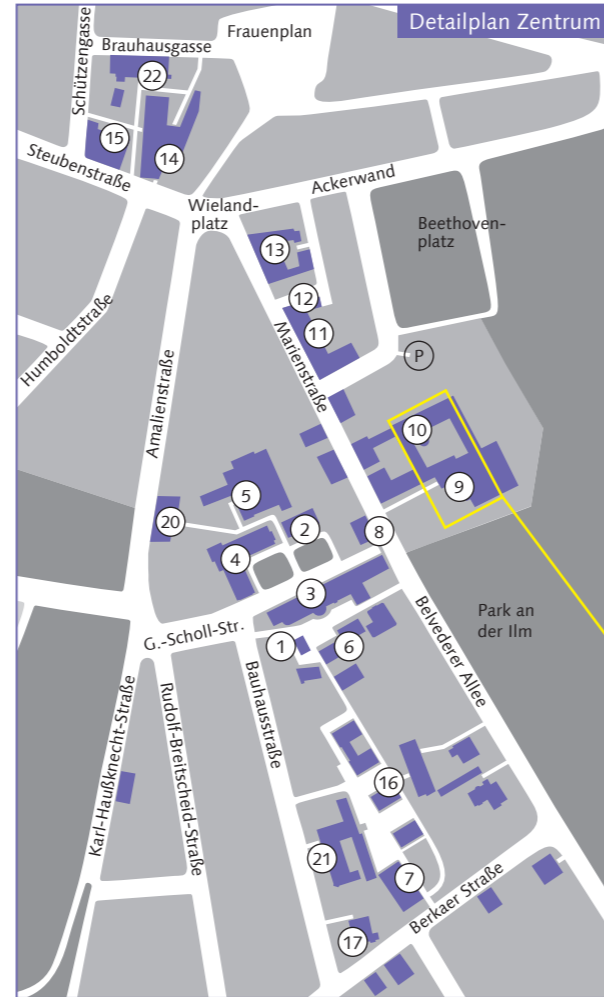 Detailplan Zentrum
Frauenplan
Brauhausgasse
Schützengasse
22
15
14
Steubenstraße
Ackerwand
Wieland-
platz
Beethoven-
platz
13
12
11
Marienstraße
Humboldtstraße
Amalienstraße
P
10
9
5
20
2
8
4
3
Park an
der Ilm
G.-Scholl-Str.
1
6
Belvederer Allee
Bauhausstraße
Karl-Haußknecht-Straße
Rudolf-Breitscheid-Straße
16
21
7
Berkaer Straße
17